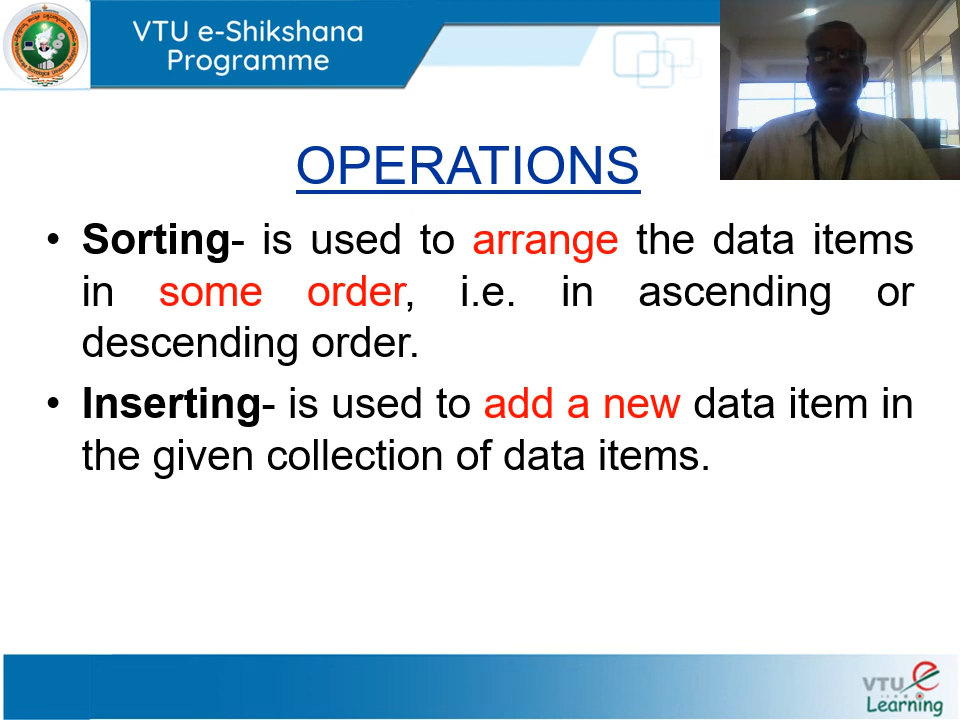 VTU e-Shikshana
Programme
OPERATIONS
• Sorting- is used to arrange the data items
in some order, i.e. in ascending or
descending order.
• Inserting- is used to add a new data item in
the given collection of data items.
VTU e
Learning